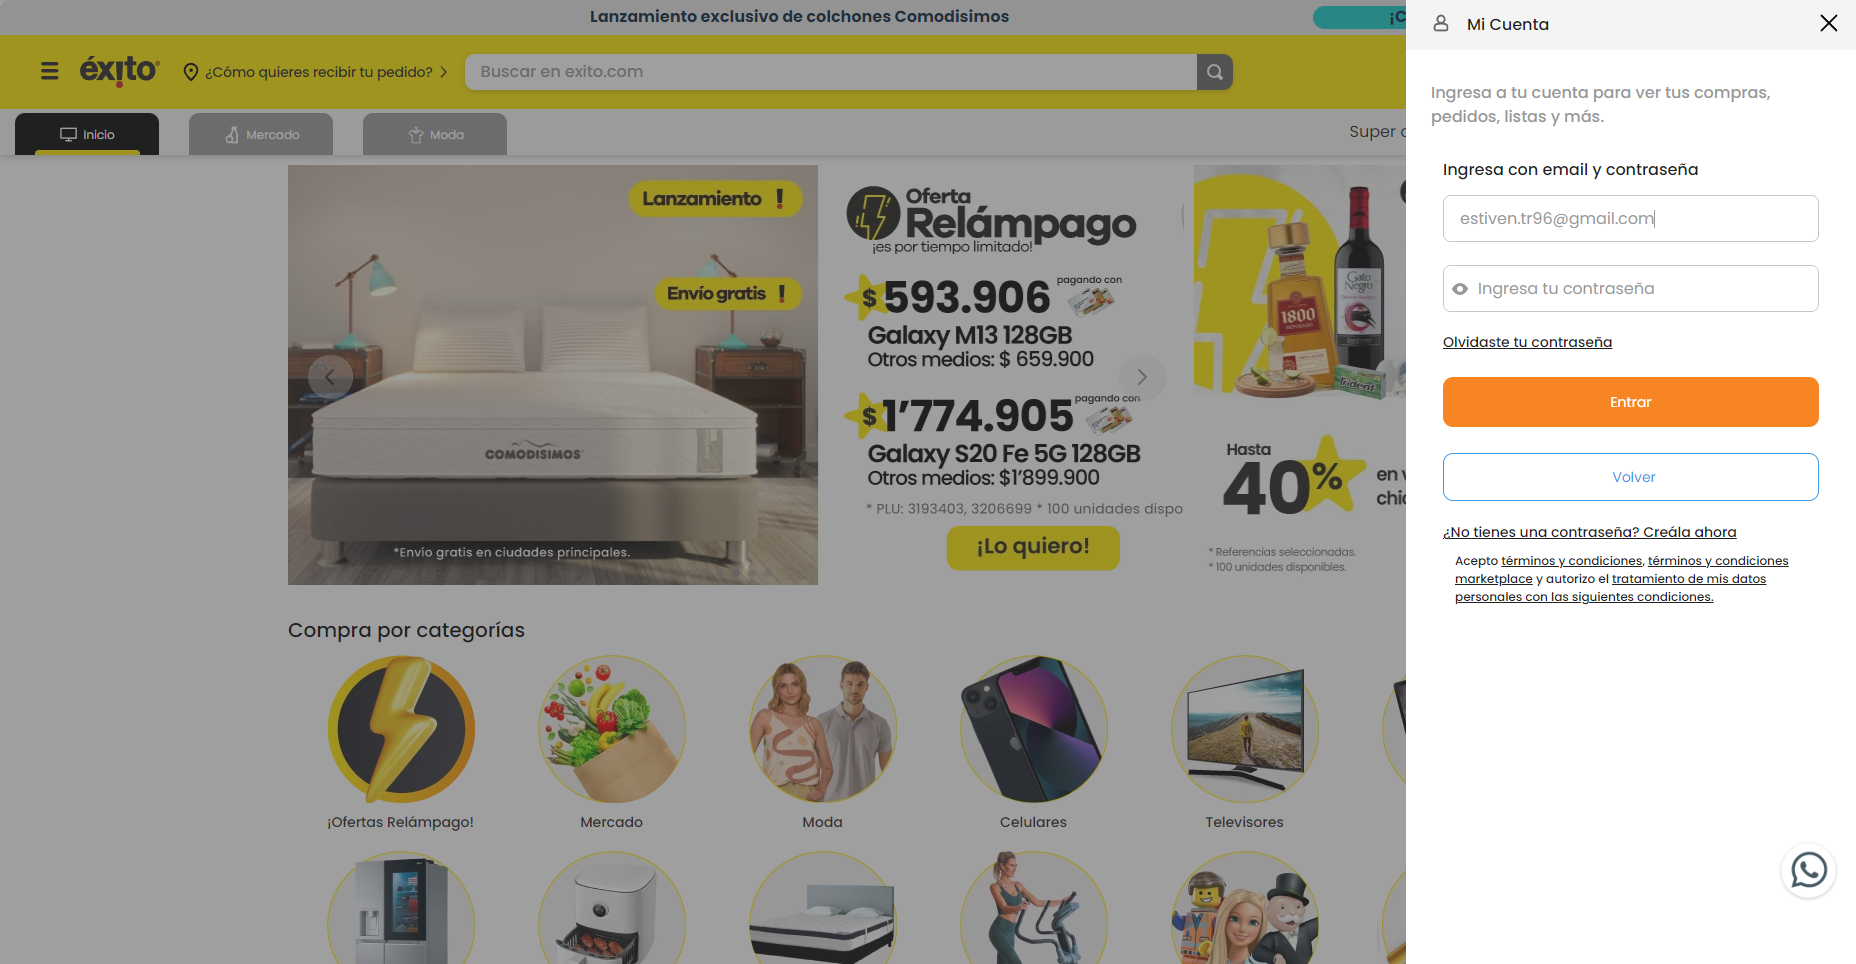 Lanzamiento exclusivo de colchones Comodisimos
¡C
éxito
¿Cómo quieres recibir tu pedido?
Buscar en exito.com
Inicio
Mercado
Moda
Super
Lanzamiento !
Envío gratis !
COMODISIMOS
*Envío gratis en ciudades principales.
Oferta
Relámpago
¡es por tiempo limitado!
$593.906 pagando con
Galaxy M13 128GB
Otros medios: $ 659.900
$1'774.905 pagando con
Galaxy S20 Fe 5G 128GB
Otros medios: $1'899.900
* PLU: 3193403, 3206699 * 100 unidades dispo
¡Lo quiero!
1800
Gato
Negro
Trident
Hasta
40% en v
chic
* Referencias seleccionadas.
* 100 unidades disponibles.
Compra por categorías
¡Ofertas Relámpago!
Mercado
Moda
Celulares
Televisores
Mi Cuenta
Ingresa a tu cuenta para ver tus compras,
pedidos, listas y más.
Ingresa con email y contraseña
estiven.tr96@gmail.com
Ingresa tu contraseña
Olvidaste tu contraseña
Entrar
Volver
¿No tienes una contraseña? Creála ahora
Acepto términos y condiciones, términos y condiciones
marketplace y autorizo el tratamiento de mis datos
personales con las siguientes condiciones.